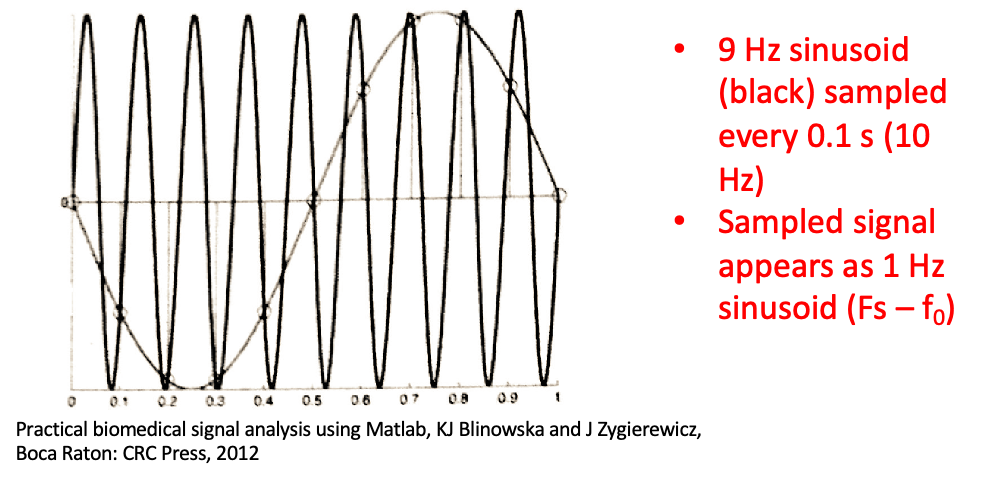 0
0 0.1 0.2 0.3 0.4 0.5 0.6 0.7 0.8 0.9 1
• 9 Hz sinusoid
(black) sampled
every 0.1 s (10
Hz)
• Sampled signal
appears as 1 Hz
sinusoid (Fs – f₀)
Practical biomedical signal analysis using Matlab, KJ Blinowska and J Zygierewicz,
Boca Raton: CRC Press, 2012